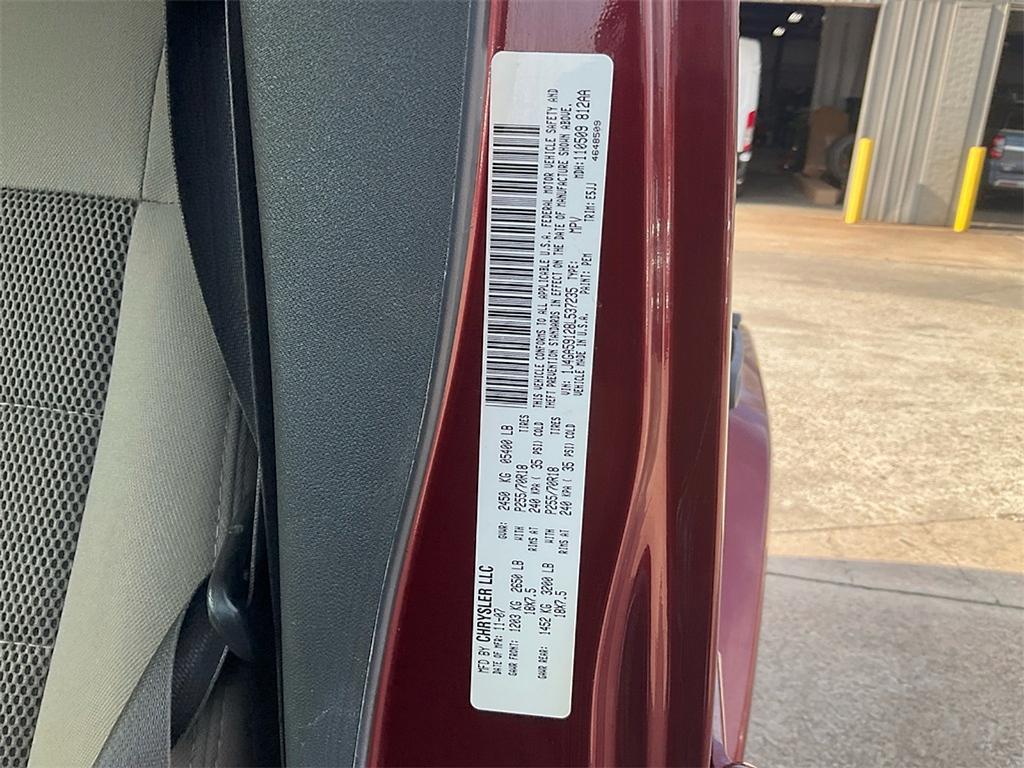 MFD BY CHRYSLER LLC
DATE OF MFR: 11-07 GVWR: 2450 KG 05400 LB
GAWR FRONT: 1203 KG 2650 LB WITH P255/70R18 TIRES
18X7.5 RIMS AT 240 KPA ( 35 PSI) COLD
GAWR REAR: 1452 KG 3200 LB WITH P255/70R18 TIRES
18X7.5 RIMS AT 240 KPA ( 35 PSI) COLD
THIS VEHICLE CONFORMS TO ALL APPLICABLE U.S.A. FEDERAL MOTOR VEHICLE SAFETY AND
THEFT PREVENTION STANDARDS IN EFFECT ON THE DATE OF MANUFACTURE SHOWN ABOVE.
VIN: 1J4GA59128L537235 TYPE: MPV MDH: 110509 812AA
VEHICLE MADE IN U.S.A. PAINT: PEM TRIM: E5JJ 4648509